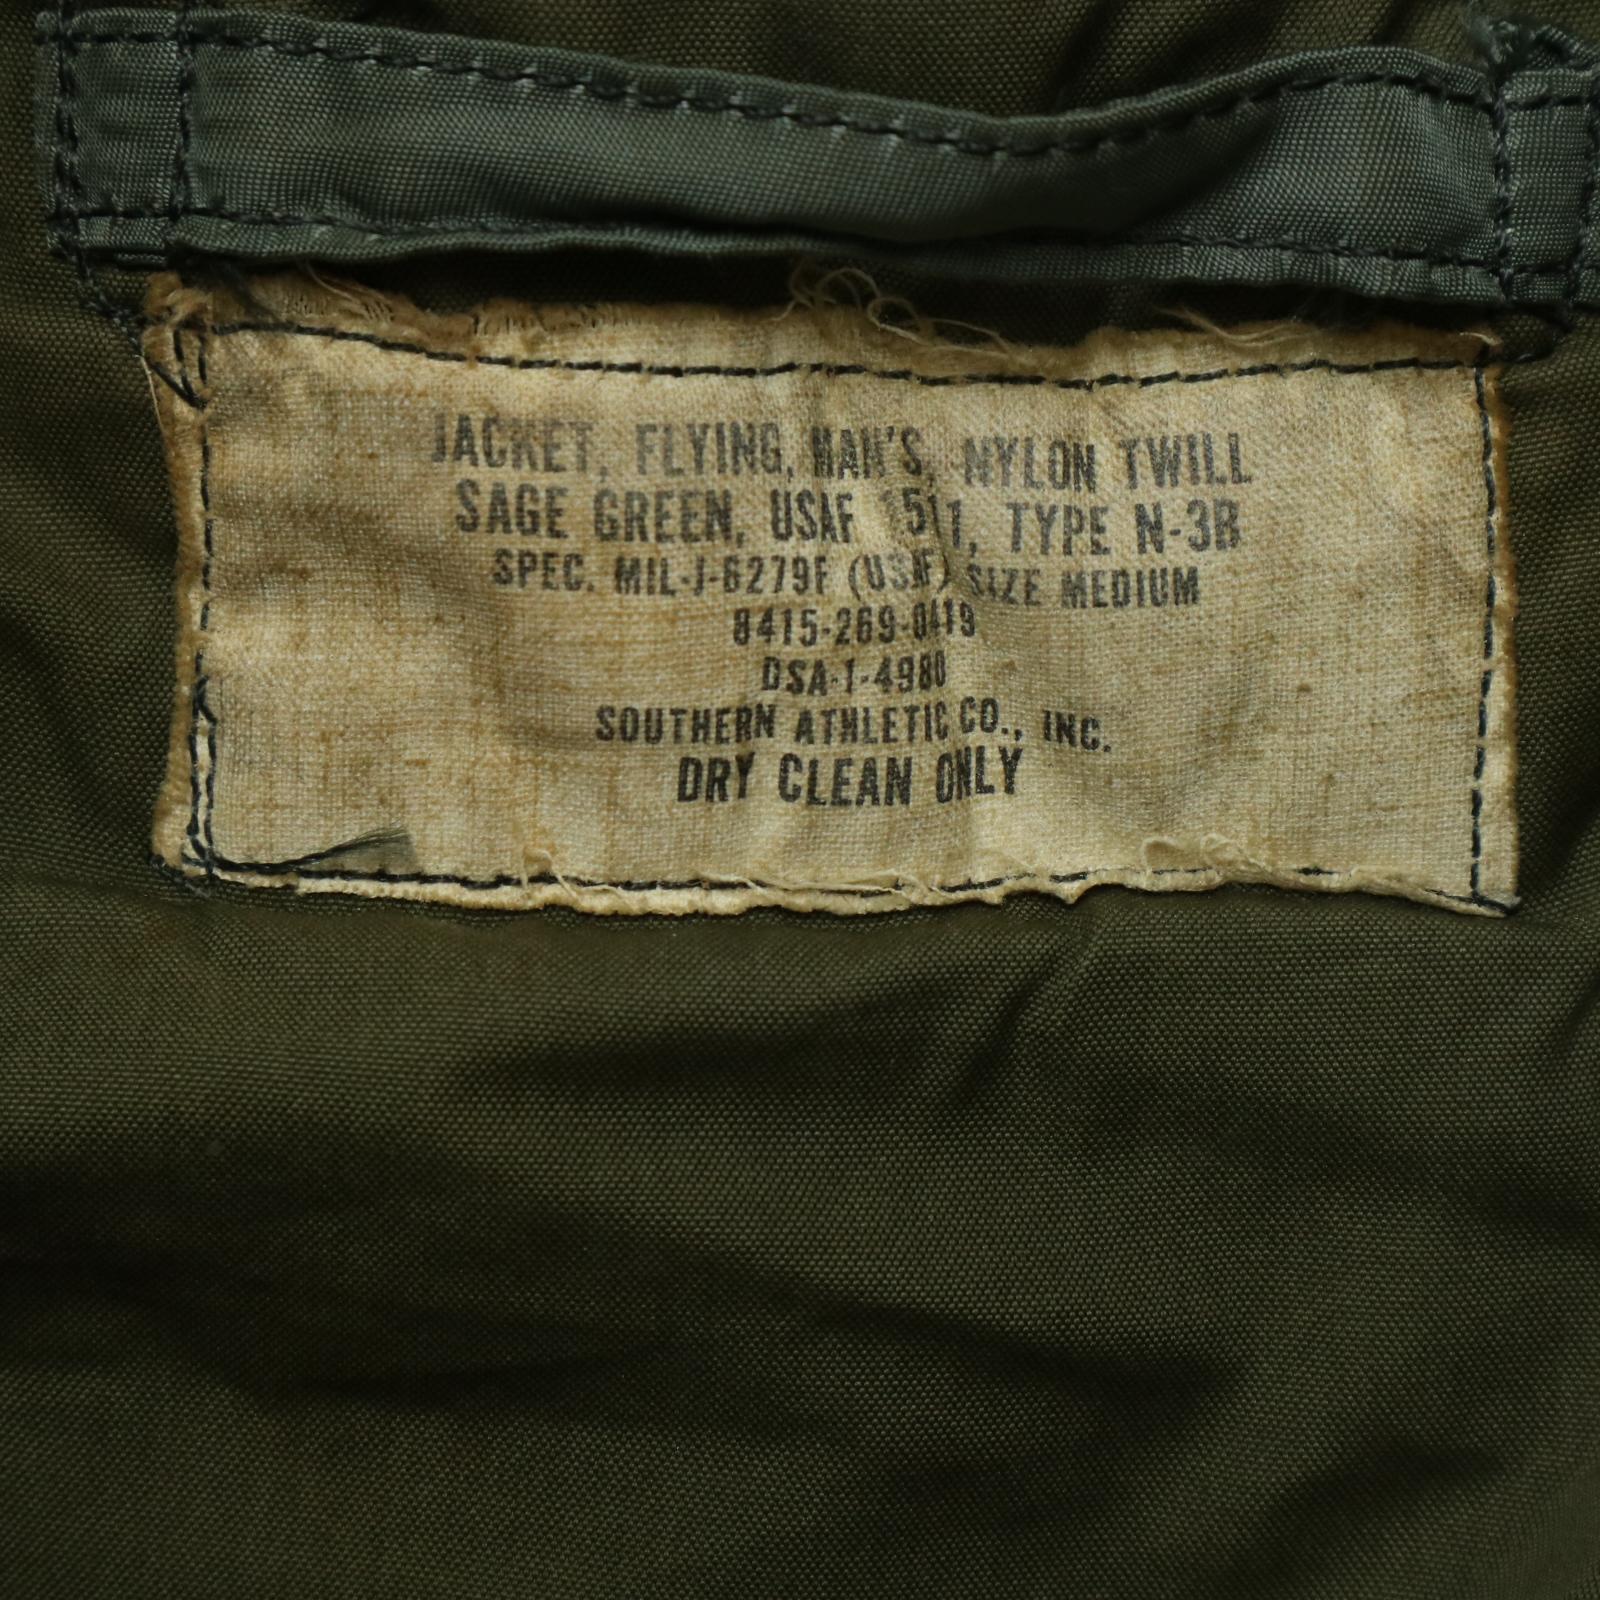 JACKET, FLYING, MAN'S, NYLON TWILL
SAGE GREEN, USAF 1511, TYPE N-3B
SPEC. MIL-J-6279F (USAF) SIZE MEDIUM
8415-269-0419
DSA-1-4980
SOUTHERN ATHLETIC CO., INC.
DRY CLEAN ONLY